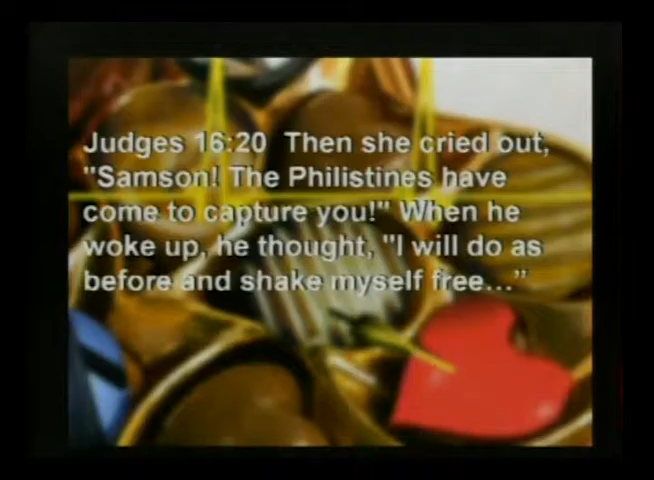 Judges 16:20 Then she cried out,
"Samson! The Philistines have
come to capture you!" When he
woke up, he thought, "I will do as
before and shake myself free…”